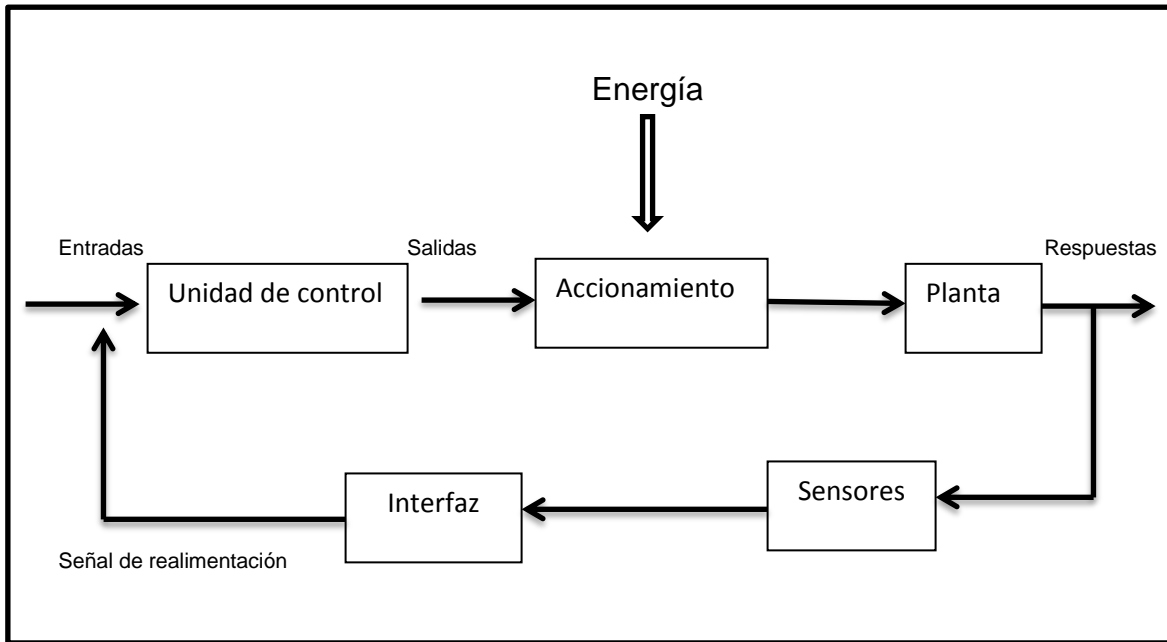 Energía
Entradas
Salidas
Respuestas
Unidad de control
Accionamiento
Planta
Interfaz
Sensores
Señal de realimentación